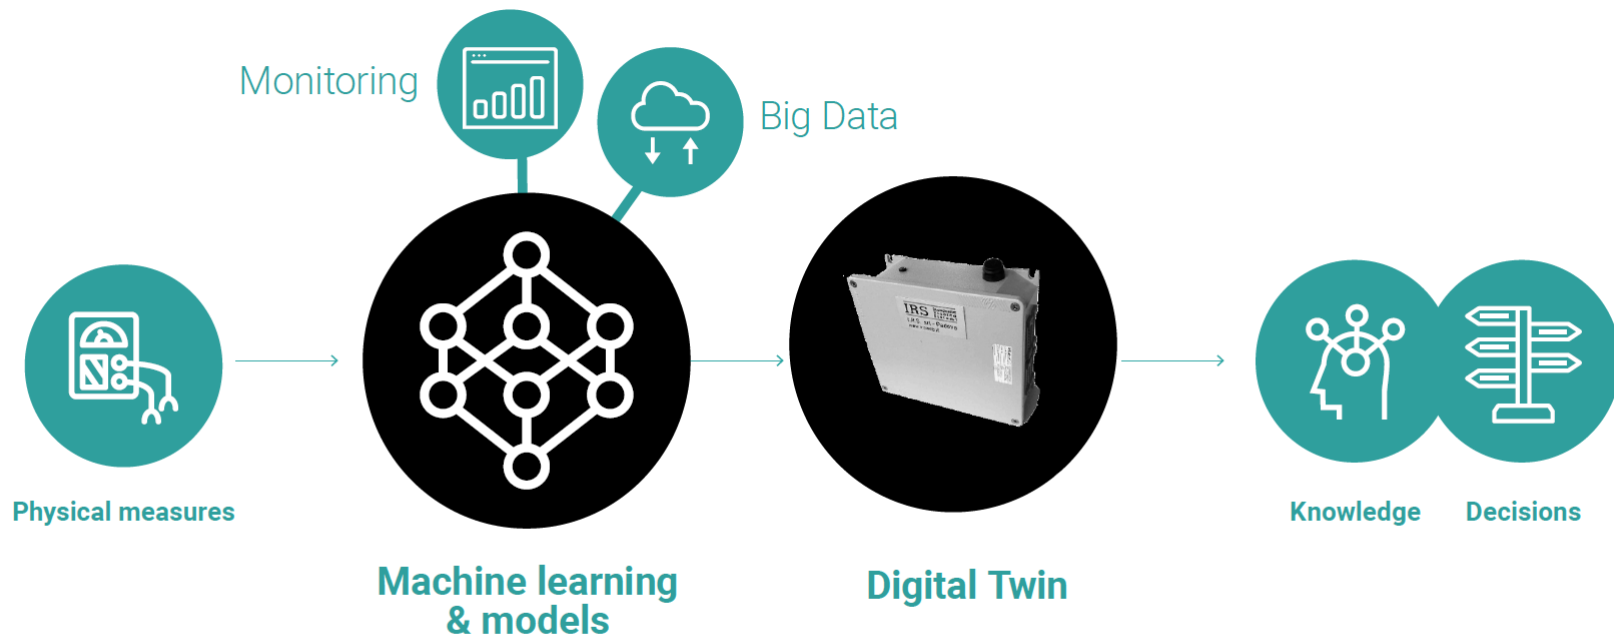 Monitoring
Big Data
IRS
Physical measures
Machine learning
& models
Digital Twin
Knowledge
Decisions